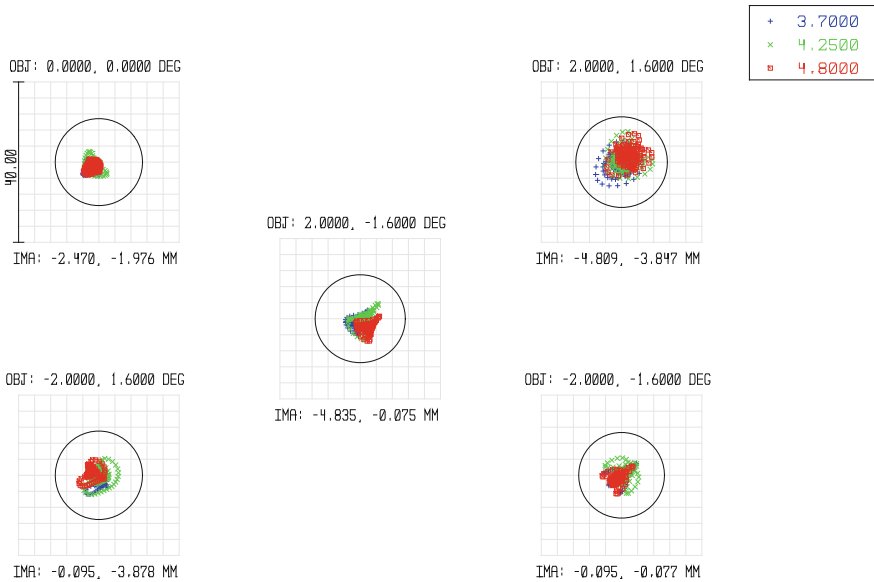 3.7000
4.2500
4.8000
OBJ: 0.0000, 0.0000 DEG
OBJ: 2.0000, 1.6000 DEG
40.00
IMA: -2.470, -1.976 MM
IMA: -4.809, -3.847 MM
OBJ: 2.0000, -1.6000 DEG
IMA: -4.835, -0.075 MM
OBJ: -2.0000, 1.6000 DEG
OBJ: -2.0000, -1.6000 DEG
IMA: -0.095, -3.878 MM
IMA: -0.095, -0.077 MM